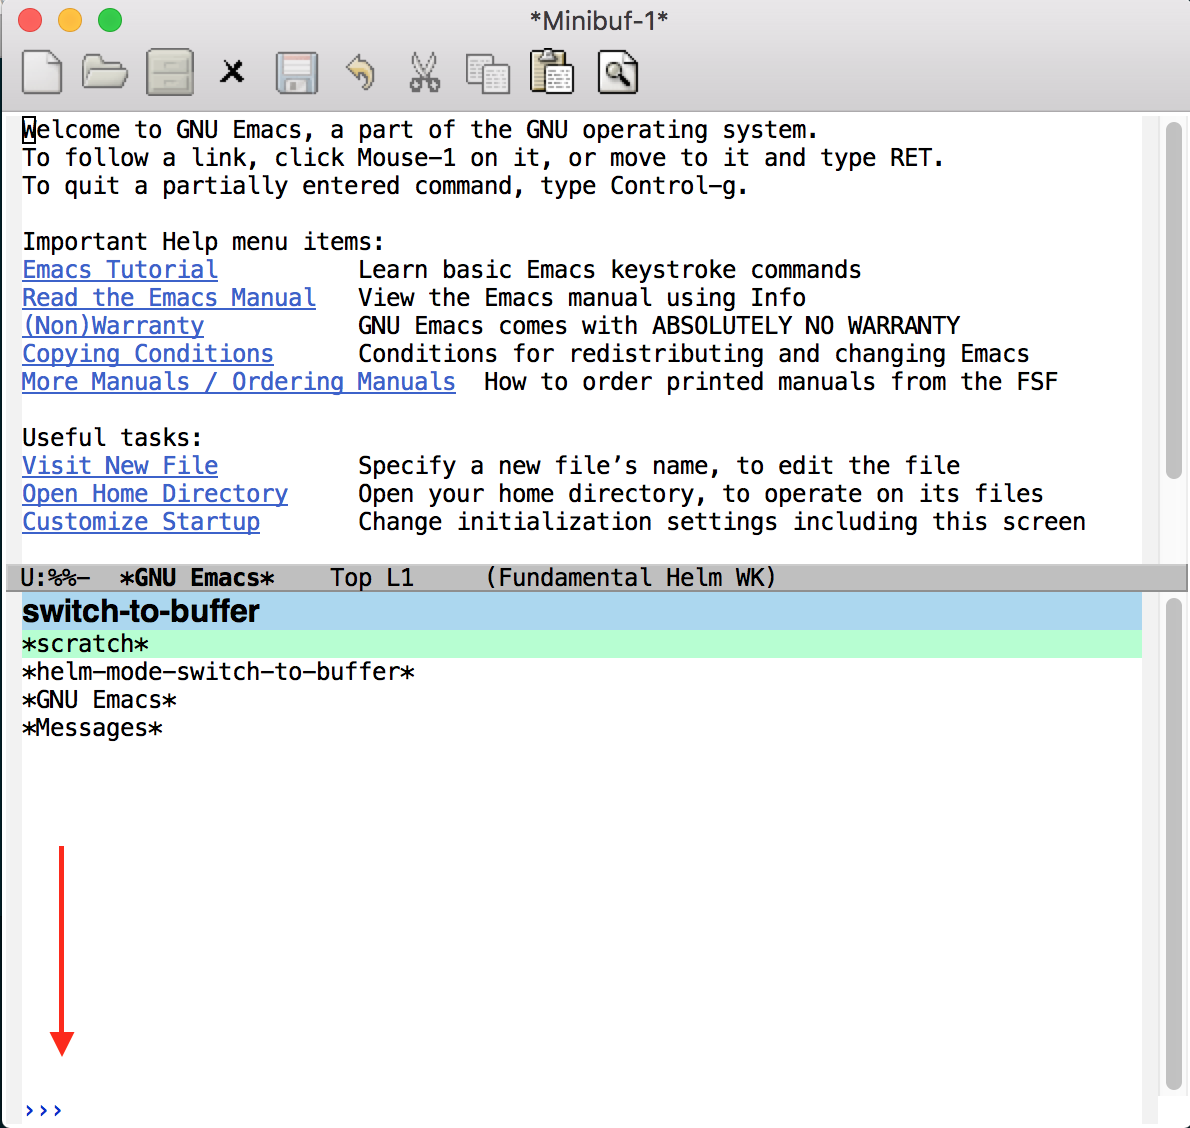 *Minibuf-1*
Welcome to GNU Emacs, a part of the GNU operating system.
To follow a link, click Mouse-1 on it, or move to it and type RET.
To quit a partially entered command, type Control-g.
Important Help menu items:
Emacs Tutorial          Learn basic Emacs keystroke commands
Read the Emacs Manual   View the Emacs manual using Info
(Non)Warranty           GNU Emacs comes with ABSOLUTELY NO WARRANTY
Copying Conditions      Conditions for redistributing and changing Emacs
More Manuals / Ordering Manuals  How to order printed manuals from the FSF
Useful tasks:
Visit New File          Specify a new file’s name, to edit the file
Open Home Directory     Open your home directory, to operate on its files
Customize Startup       Change initialization settings including this screen
U:%%-  *GNU Emacs*    Top L1     (Fundamental Helm WK)
switch-to-buffer
*scratch*
*helm-mode-switch-to-buffer*
*GNU Emacs*
*Messages*
›››